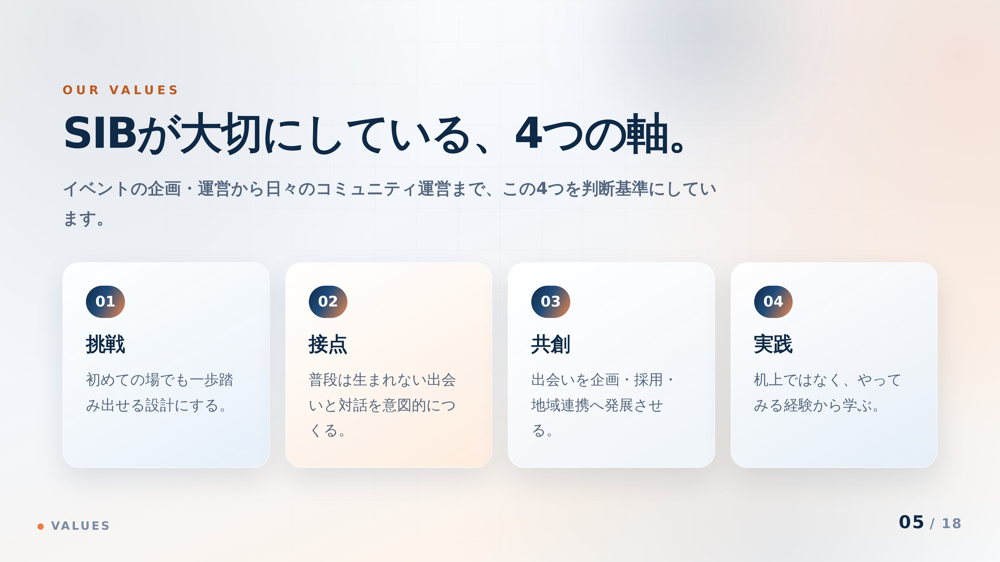 OUR VALUES
SIBが大切にしている、4つの軸。
イベントの企画・運営から日々のコミュニティ運営まで、この4つを判断基準にしてい
ます。
01
挑戦
初めての場でも一歩踏
み出せる設計にする。
02
接点
普段は生まれない出会
いと対話を意図的につ
くる。
03
共創
出会いを企画・採用・
地域連携へ発展させ
る。
04
実践
机上ではなく、やって
みる経験から学ぶ。
VALUES
05 / 18